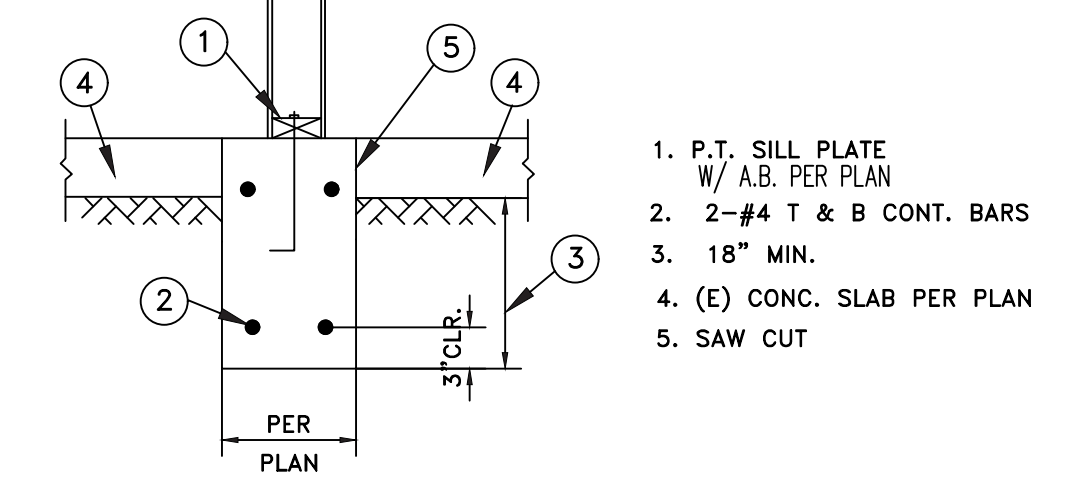 1
5
4
4
3
2
3" CLR.
PER
PLAN
1. P.T. SILL PLATE
W/ A.B. PER PLAN
2. 2-#4 T & B CONT. BARS
3. 18" MIN.
4. (E) CONC. SLAB PER PLAN
5. SAW CUT